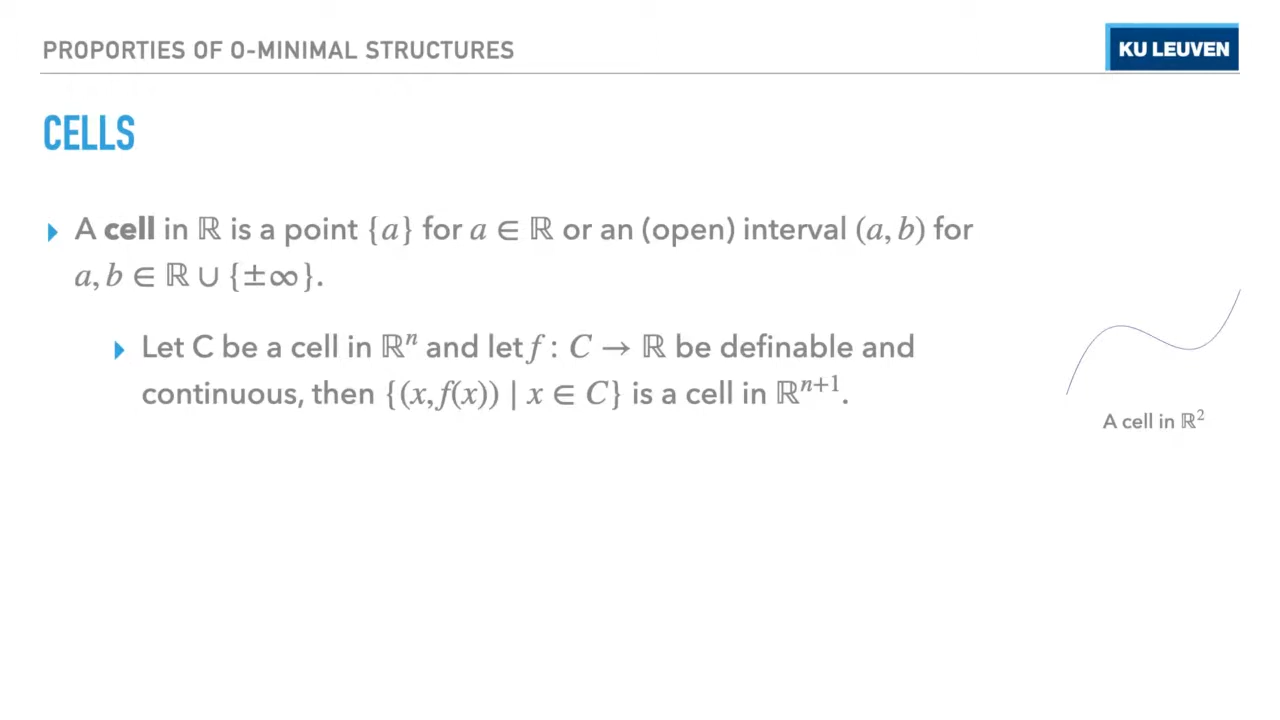 PROPORTIES OF O-MINIMAL STRUCTURES
KU LEUVEN
CELLS
A cell in ℝ is a point {a} for a ∈ ℝ or an (open) interval (a, b) for
a, b ∈ ℝ ∪ {±∞}.
Let C be a cell in ℝⁿ and let f : C → ℝ be definable and
continuous, then {(x, f(x)) | x ∈ C} is a cell in ℝⁿ⁺¹.
A cell in ℝ²